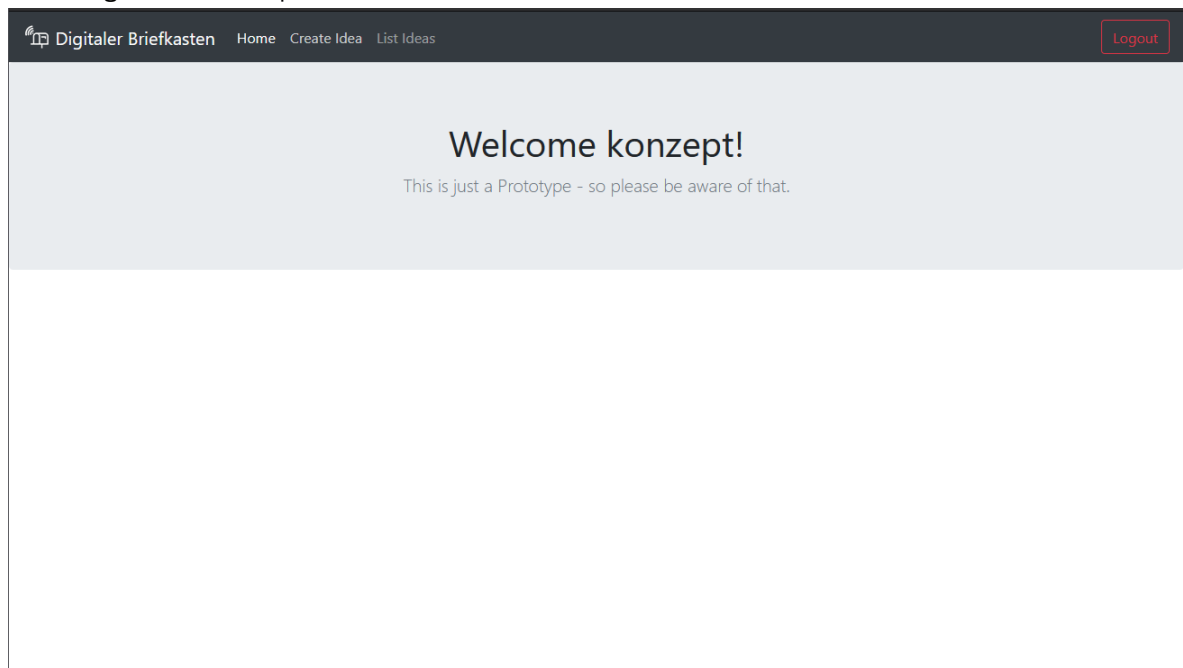 Digitaler Briefkasten Home Create Idea List Ideas Logout
Welcome konzept!
This is just a Prototype - so please be aware of that.